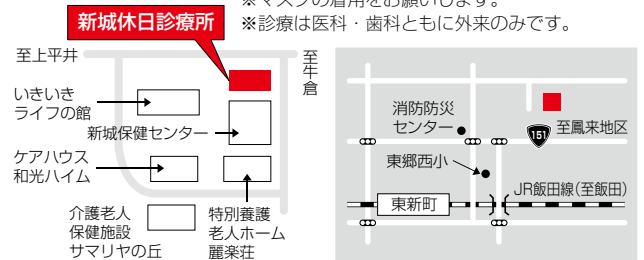 ※マスクの着用をお願いします。
※診療は医科・歯科ともに外来のみです。
新城休日診療所
至上平井
至牛倉
いきいき
ライフの館
新城保健センター
ケアハウス
和光ハイム
介護老人
保健施設
サマリヤの丘
特別養護
老人ホーム
麗楽荘
消防防災
センター
151
至鳳来地区
東郷西小
JR飯田線(至飯田)
東新町